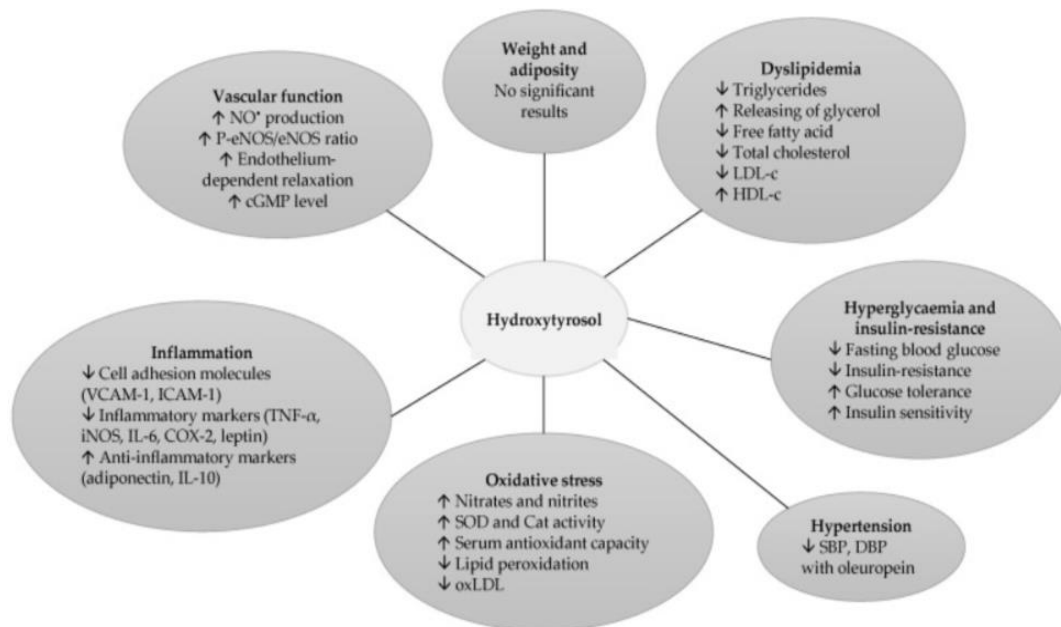 Weight and
adiposity
No significant
results
Dyslipidemia
↓ Triglycerides
↑ Releasing of glycerol
↓ Free fatty acid
↓ Total cholesterol
↓ LDL-c
↑ HDL-c
Vascular function
↑ NO• production
↑ P-eNOS/eNOS ratio
↑ Endothelium-
dependent relaxation
↑ cGMP level
Hydroxytyrosol
Hyperglycaemia and
insulin-resistance
↓ Fasting blood glucose
↓ Insulin-resistance
↑ Glucose tolerance
↑ Insulin sensitivity
Inflammation
↓ Cell adhesion molecules
(VCAM-1, ICAM-1)
↓ Inflammatory markers (TNF-α,
iNOS, IL-6, COX-2, leptin)
↑ Anti-inflammatory markers
(adiponectin, IL-10)
Oxidative stress
↑ Nitrates and nitrites
↑ SOD and Cat activity
↑ Serum antioxidant capacity
↓ Lipid peroxidation
↓ oxLDL
Hypertension
↓ SBP, DBP
with oleuropein